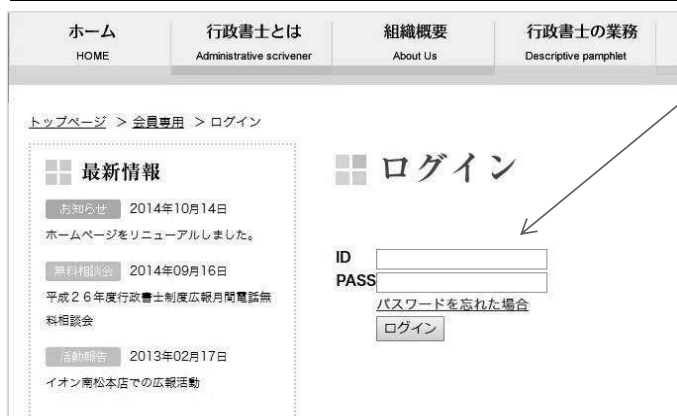 ホーム
HOME
行政書士とは
Administrative scrivener
組織概要
About Us
行政書士の業務
Descriptive pamphlet
トップページ > 会員専用 > ログイン
最新情報
お知らせ 2014年10月14日
ホームページをリニューアルしました。
無料相談会 2014年09月16日
平成26年度行政書士制度広報月間電話無
料相談会
活動報告 2013年02月17日
イオン南松本店での広報活動
ログイン
ID
PASS
パスワードを忘れた場合
ログイン